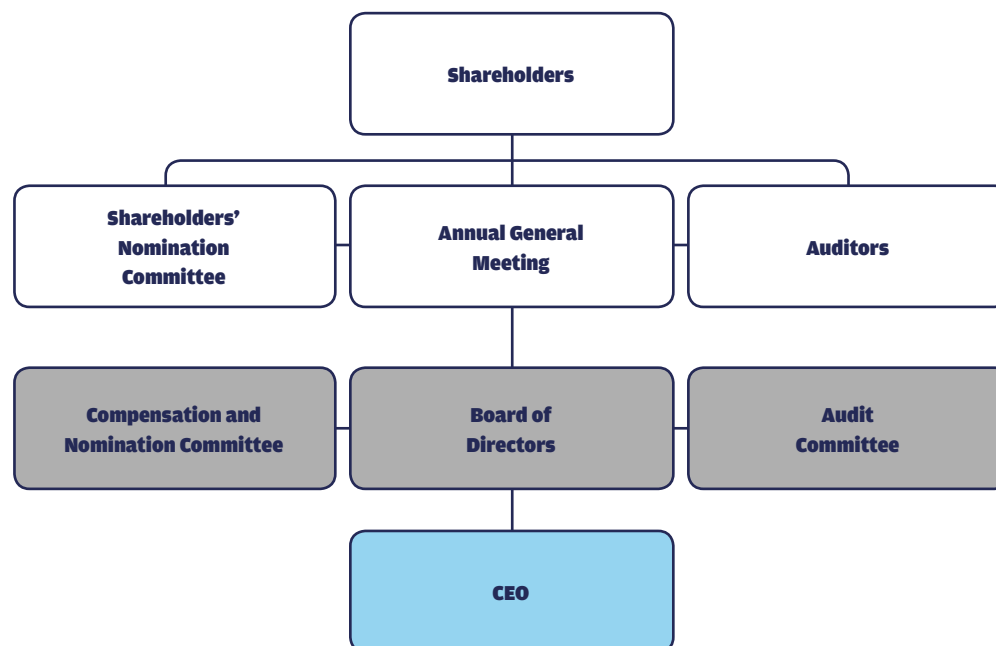 Shareholders
Shareholders’
Nomination
Committee
Annual General
Meeting
Auditors
Compensation and
Nomination Committee
Board of
Directors
Audit
Committee
CEO